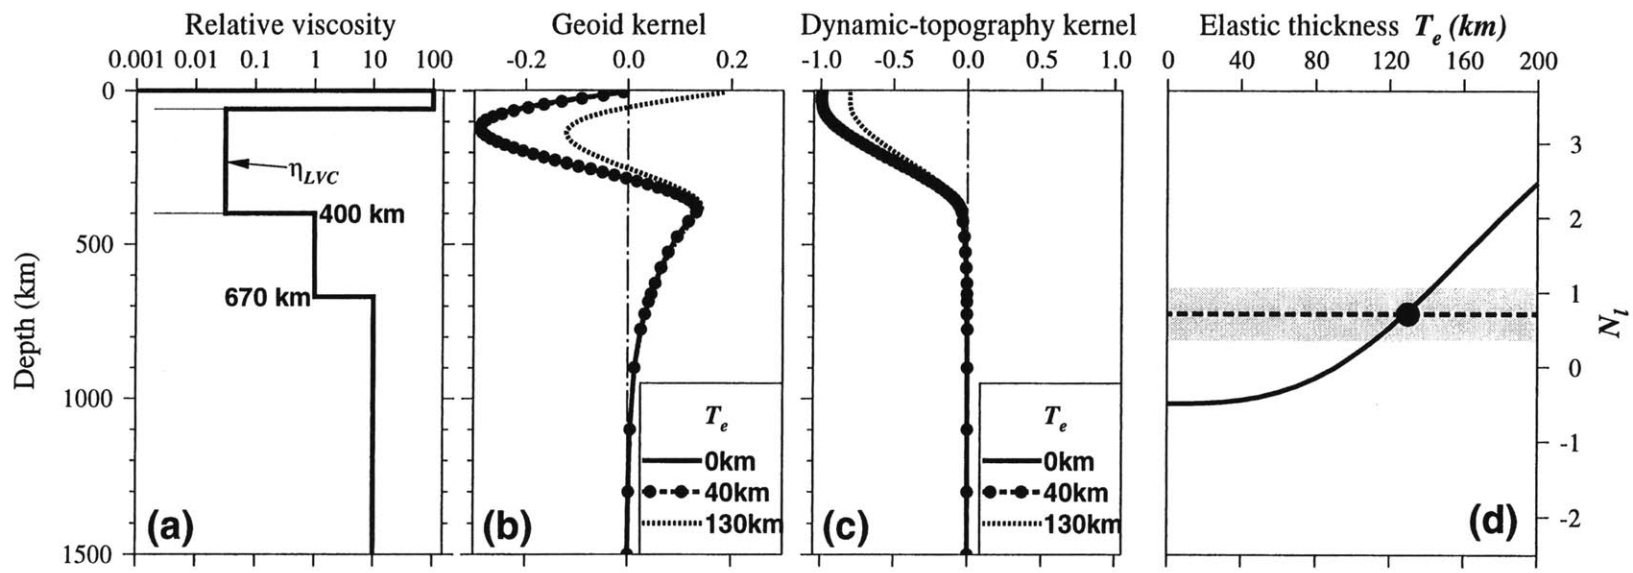 Relative viscosity
0.001 0.01 0.1 1 10 100
Geoid kernel
-0.2 0.0 0.2
Dynamic-topography kernel
-1.0 -0.5 0.0 0.5 1.0
Elastic thickness T_e (km)
0 40 80 120 160 200
Depth (km)
0
500
1000
1500
η_LVC
400 km
670 km
(a)
T_e
0km
40km
130km
(b)
T_e
0km
40km
130km
(c)
3
2
1
0
-1
-2
N_l
(d)